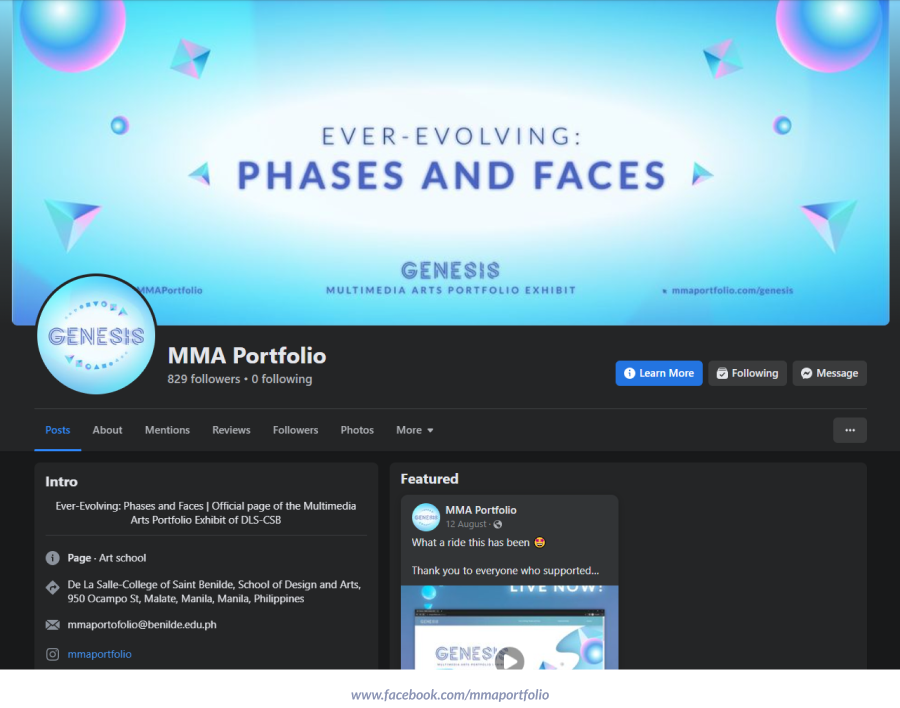 EVER-EVOLVING:
PHASES AND FACES
GENESIS
MULTIMEDIA ARTS PORTFOLIO EXHIBIT
MMAPortfolio
mmaportfolio.com/genesis
GENESIS
MMA Portfolio
829 followers • 0 following
Learn More
Following
Message
Posts
About
Mentions
Reviews
Followers
Photos
More
Intro
Ever-Evolving: Phases and Faces | Official page of the Multimedia
Arts Portfolio Exhibit of DLS-CSB
Page · Art school
De La Salle-College of Saint Benilde, School of Design and Arts,
950 Ocampo St, Malate, Manila, Manila, Philippines
mmaportofolio@benilde.edu.ph
mmaportfolio
Featured
GENESIS
MMA Portfolio
12 August ·
What a ride this has been 🤩
Thank you to everyone who supported...
LIVE NOW!
GENESIS
GENESIS
www.facebook.com/mmaportfolio